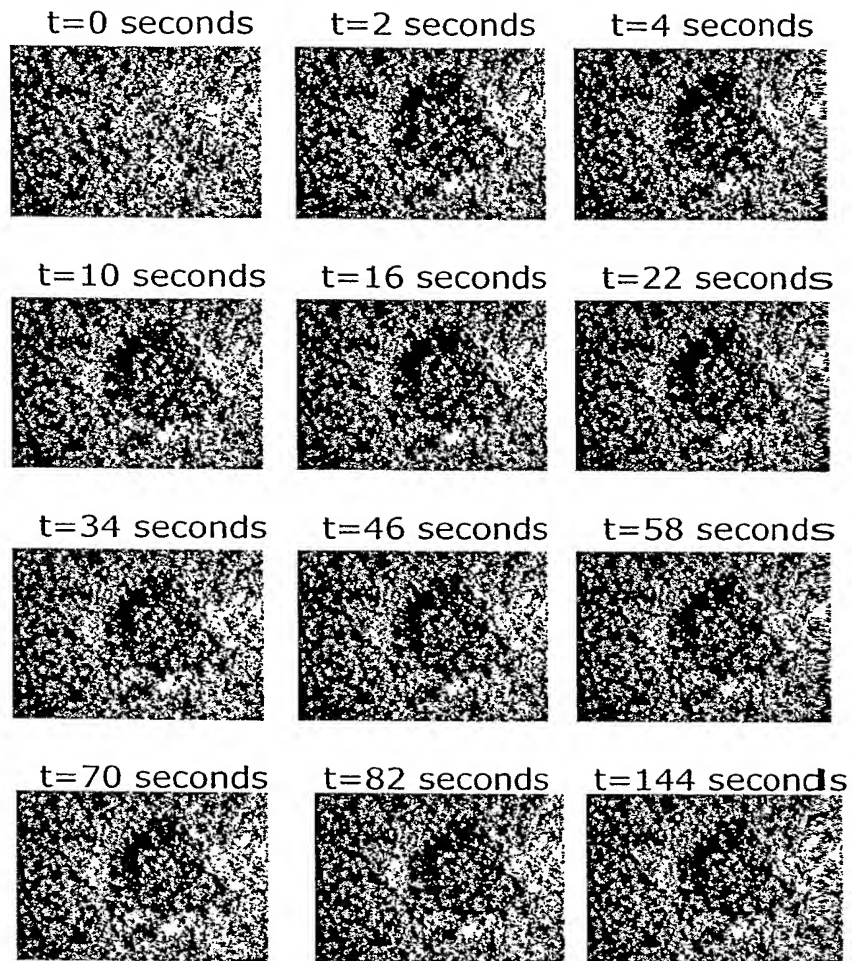 t=0 seconds t=2 seconds t=4 seconds
t=10 seconds t=16 seconds t=22 seconds
t=34 seconds t=46 seconds t=58 seconds
t=70 seconds t=82 seconds t=144 seconds